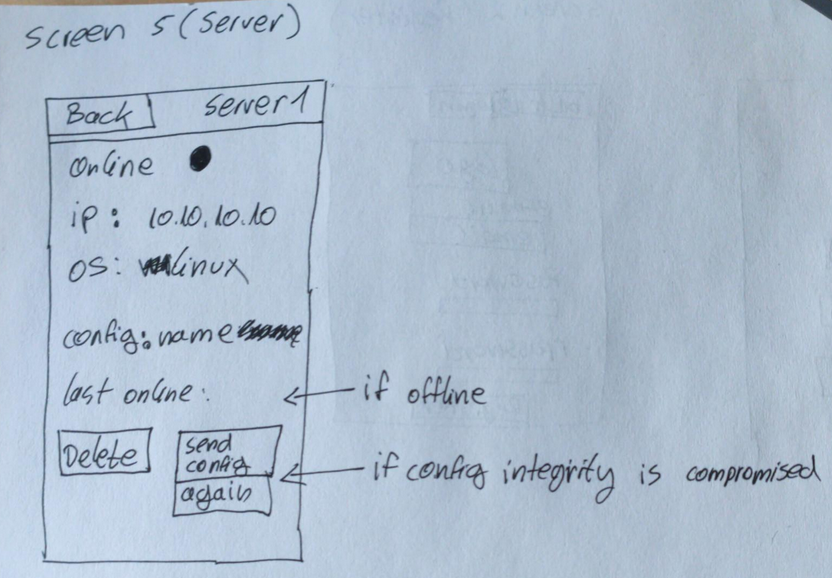 Screen 5 (Server)
Back Server1
Online
ip: 10.10.10.10
OS: linux
config: name
last online: if offline
Delete send
config
again if config integrity is compromised